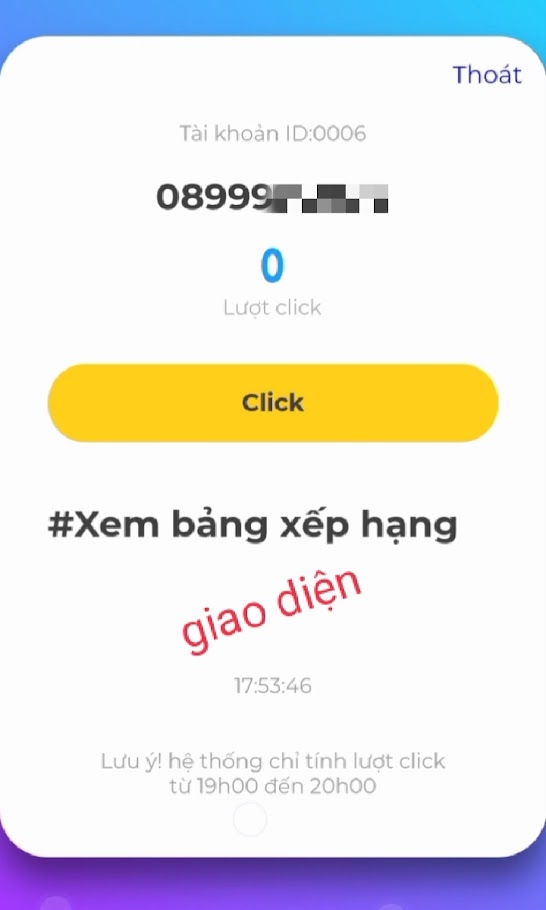 Thoát
Tài khoản ID:0006
08999
0
Lượt click
Click
#Xem bảng xếp hạng
giao diện
17:53:46
Lưu ý! hệ thống chỉ tính lượt click
từ 19h00 đến 20h00